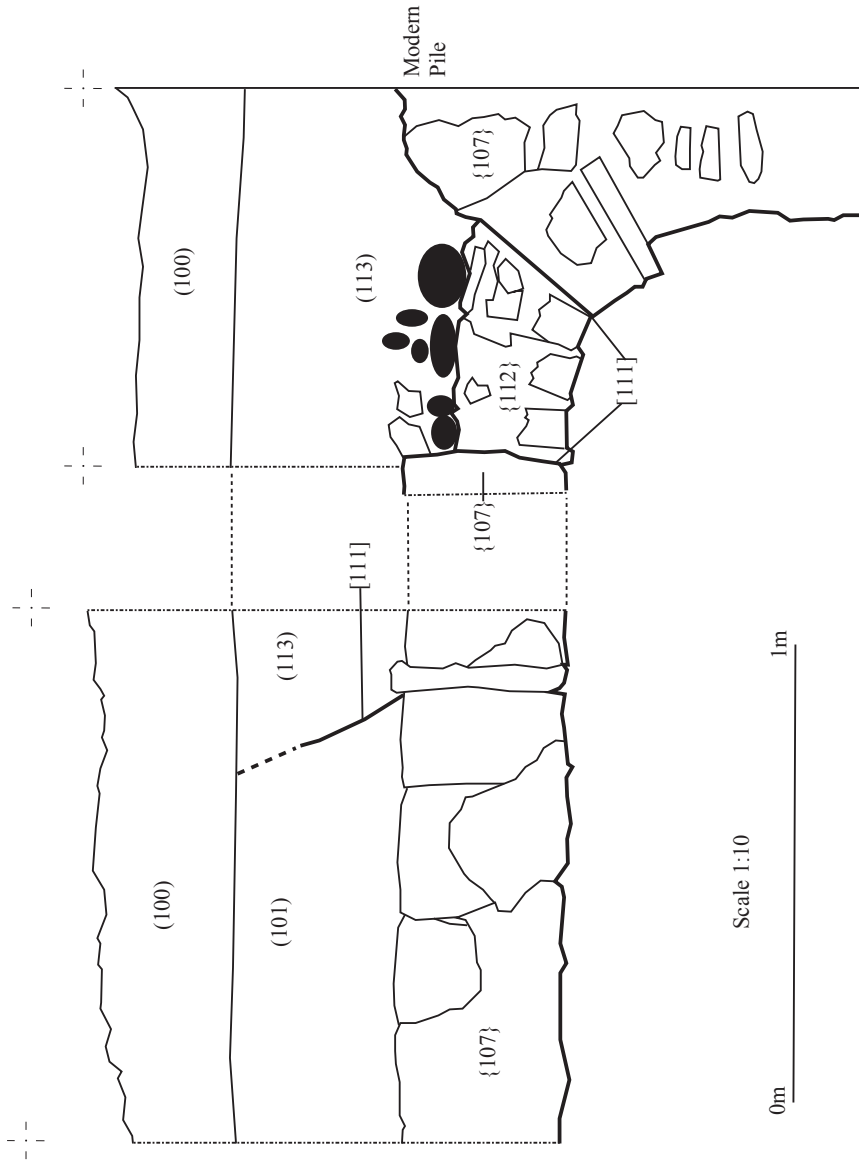 Modern
Pile
(100)
{107}
(113)
{112}
[111]
{107}
[111]
(113)
(100)
(101)
{107}
Scale 1:10
0m
1m